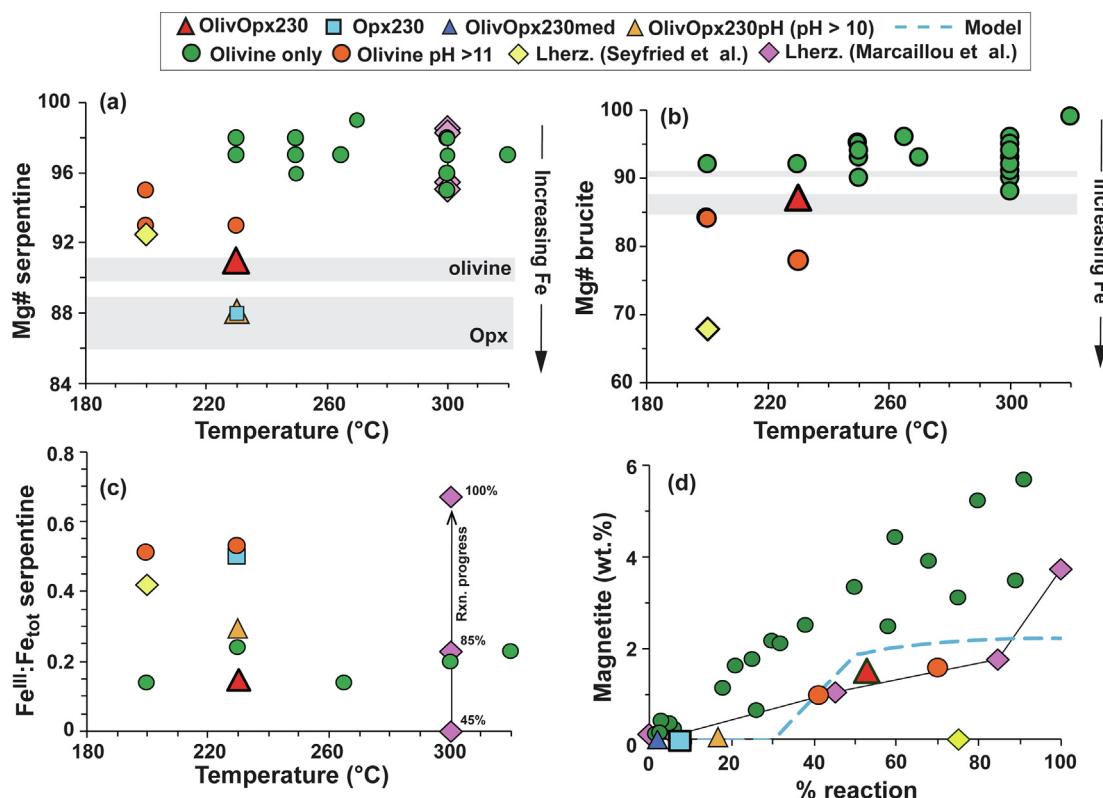 OlivOpx230 Opx230 OlivOpx230med OlivOpx230pH (pH > 10) Model
Olivine only Olivine pH >11 Lherz. (Seyfried et al.) Lherz. (Marcaillou et al.)
(a)
100
96
92
88
84
Mg# serpentine
olivine
Opx
Increasing Fe
180 220 260 300
Temperature (°C)
(b)
100
90
80
70
60
Mg# brucite
Increasing Fe
180 220 260 300
Temperature (°C)
(c)
0.8
0.6
0.4
0.2
0
Fe^III:Fe_tot serpentine
100%
85%
45%
Rxn. progress
180 220 260 300
Temperature (°C)
(d)
6
4
2
0
Magnetite (wt.%)
0 20 40 60 80 100
% reaction